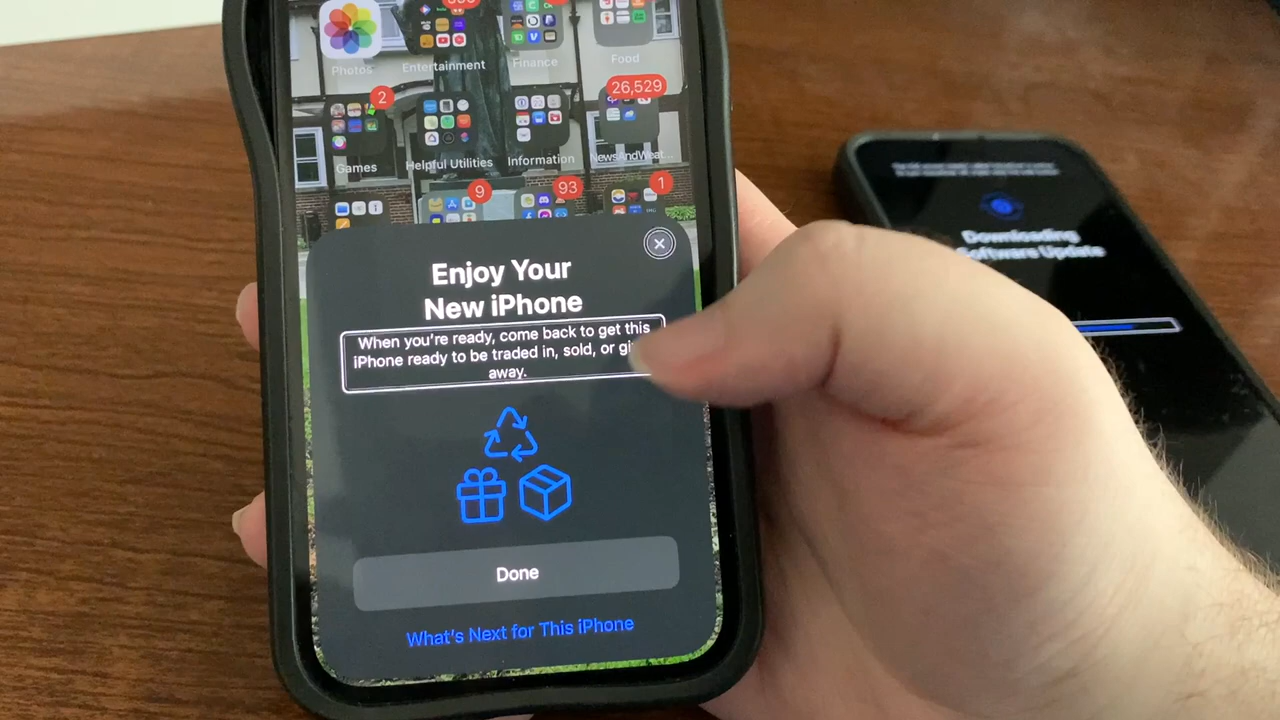 Photos
Entertainment
Finance
Food
2
26,529
Games
Helpful Utilities
Information
NewsAndWeat...
9
93
1
Enjoy Your
New iPhone
When you're ready, come back to get this
iPhone ready to be traded in, sold, or
away.
Done
What's Next for This iPhone
Downloading
Software Update